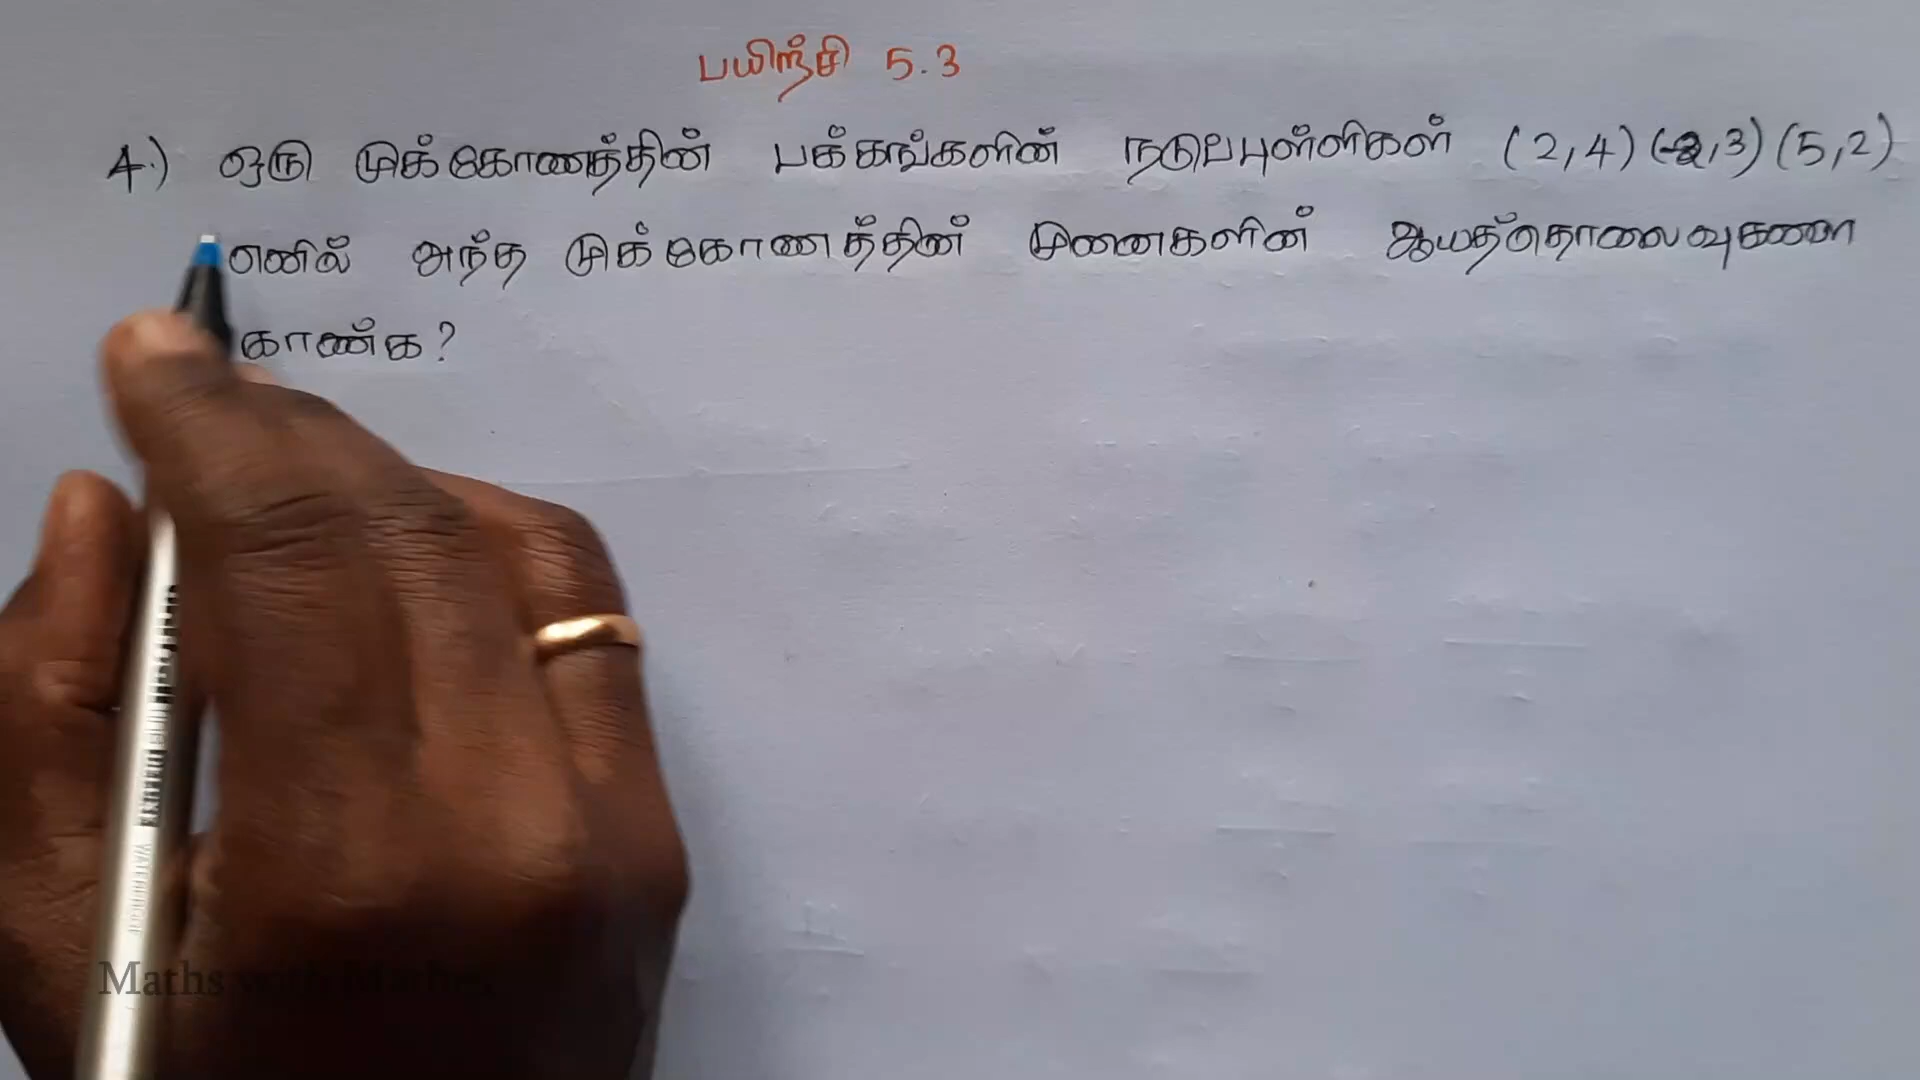 பயிற்சி 5.3
4.) ஒரு முக்கோணத்தின் பக்கங்களின் நடுப்புள்ளிகள் (2,4) (-2,3) (5,2)
எனில் அந்த முக்கோணத்தின் முனைகளின் ஆயத்தொலைவுகளை
காண்க?
Maths